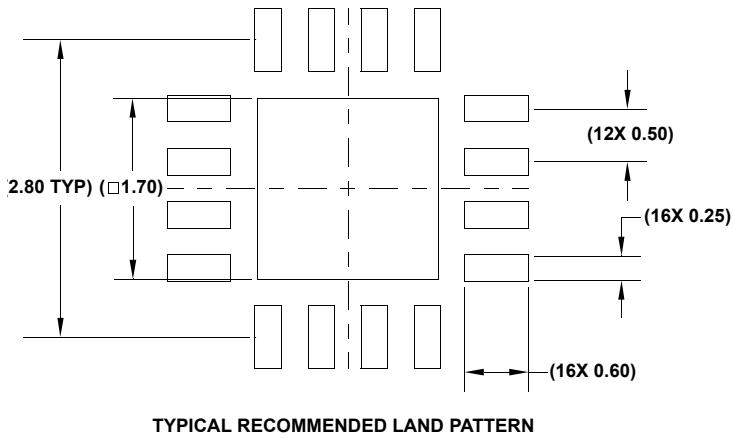 (12X 0.50)
2.80 TYP) (□1.70)
(16X 0.25)
(16X 0.60)
TYPICAL RECOMMENDED LAND PATTERN